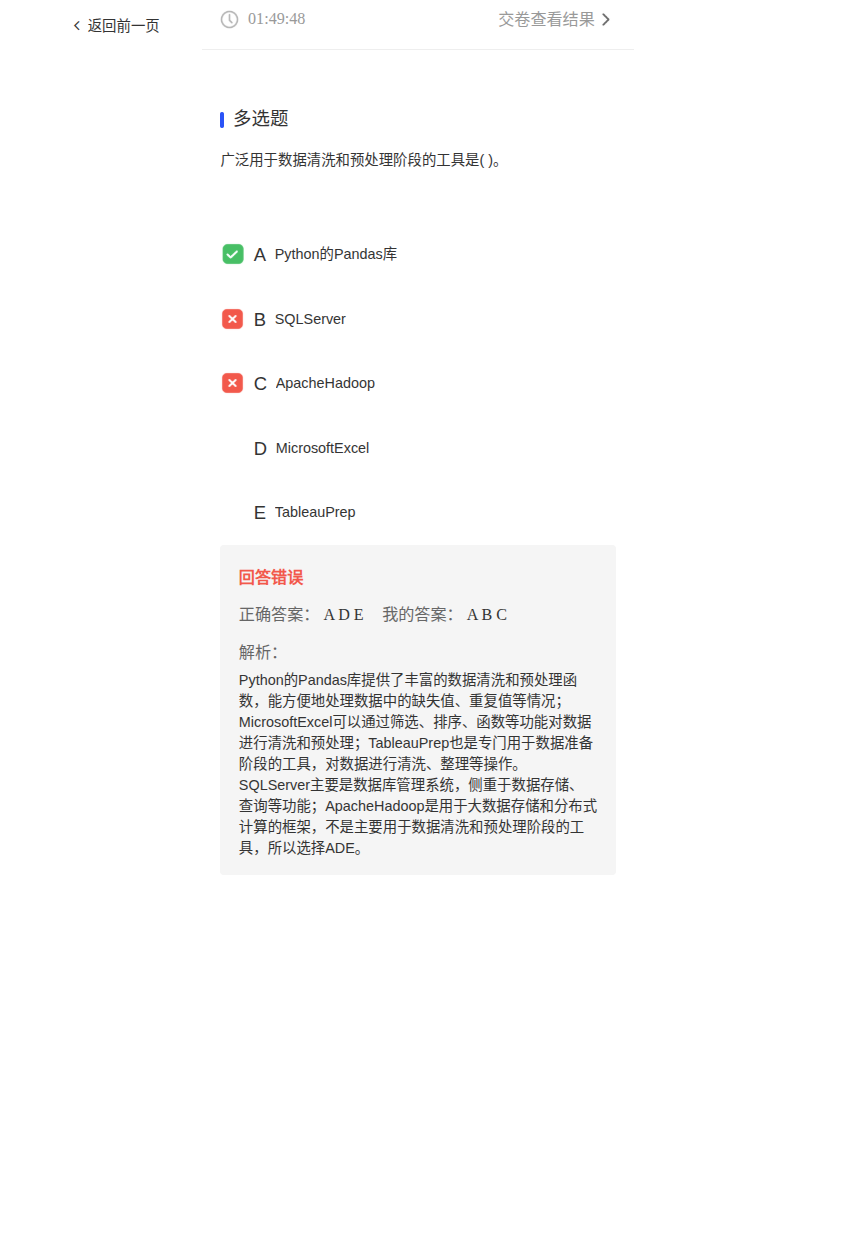 返回前一页
01:49:48
交卷查看结果
多选题
广泛用于数据清洗和预处理阶段的工具是( )。
A Python的Pandas库
B SQLServer
C ApacheHadoop
D MicrosoftExcel
E TableauPrep
回答错误
正确答案： A D E 我的答案： A B C
解析：
Python的Pandas库提供了丰富的数据清洗和预处理函
数，能方便地处理数据中的缺失值、重复值等情况；
MicrosoftExcel可以通过筛选、排序、函数等功能对数据
进行清洗和预处理；TableauPrep也是专门用于数据准备
阶段的工具，对数据进行清洗、整理等操作。
SQLServer主要是数据库管理系统，侧重于数据存储、
查询等功能；ApacheHadoop是用于大数据存储和分布式
计算的框架，不是主要用于数据清洗和预处理阶段的工
具，所以选择ADE。